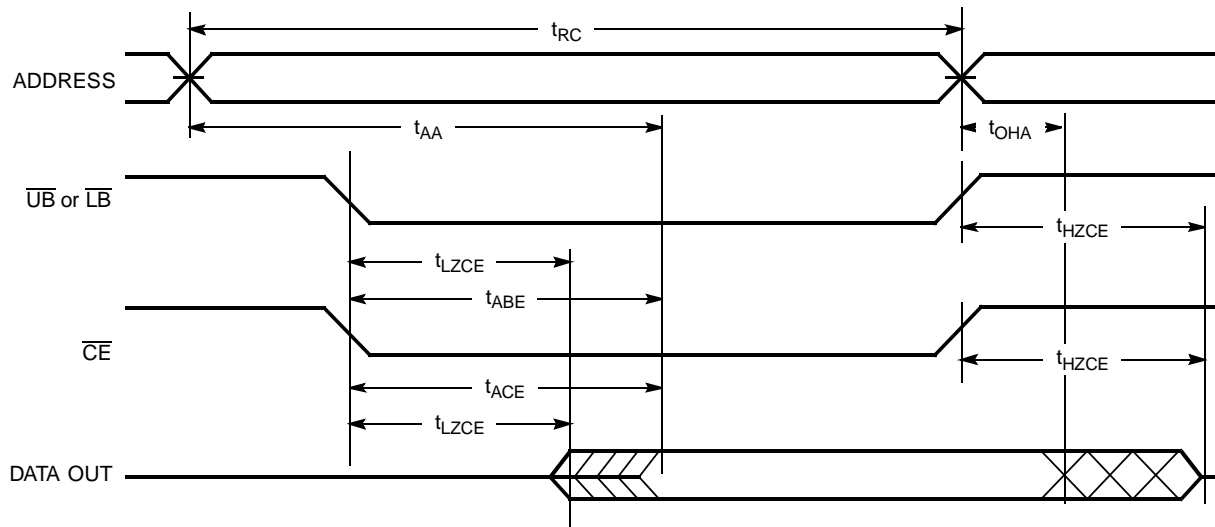 tRC
ADDRESS
tAA
tOHA
UB or LB
tHZCE
tLZCE
tABE
CE
tHZCE
tACE
tLZCE
DATA OUT